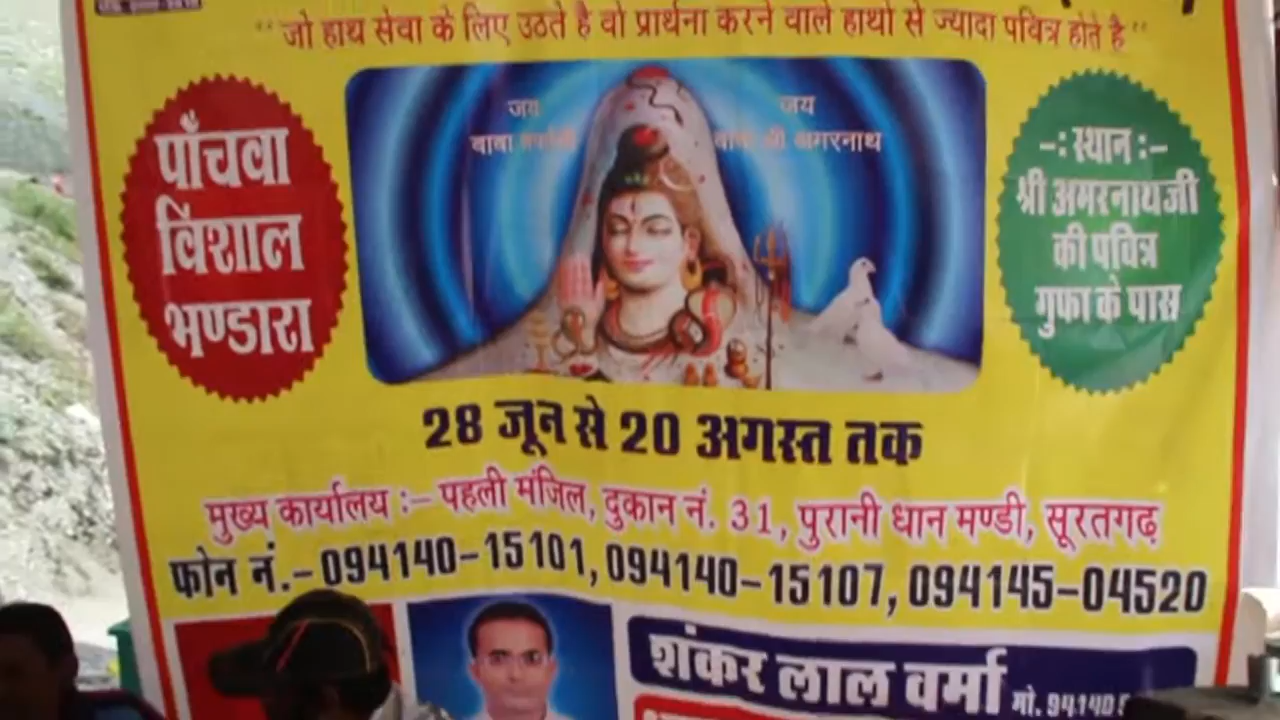 “जो हाथ सेवा के लिए उठते है वो प्रार्थना करने वाले हाथो से ज्यादा पवित्र होते है”
पाँचवा
विशाल
भण्डारा
जय
बाबा
जय
श्री अमरनाथ
-: स्थान :-
श्री अमरनाथजी
की पवित्र
गुफा के पास
28 जून से 20 अगस्त तक
मुख्य कार्यालय :- पहली मंजिल, दुकान नं. 31, पुरानी धान मण्डी, सूरतगढ़
फोन नं.- 094140-15101, 094140-15107, 094145-04520
शंकर लाल वर्मा मो. 94140